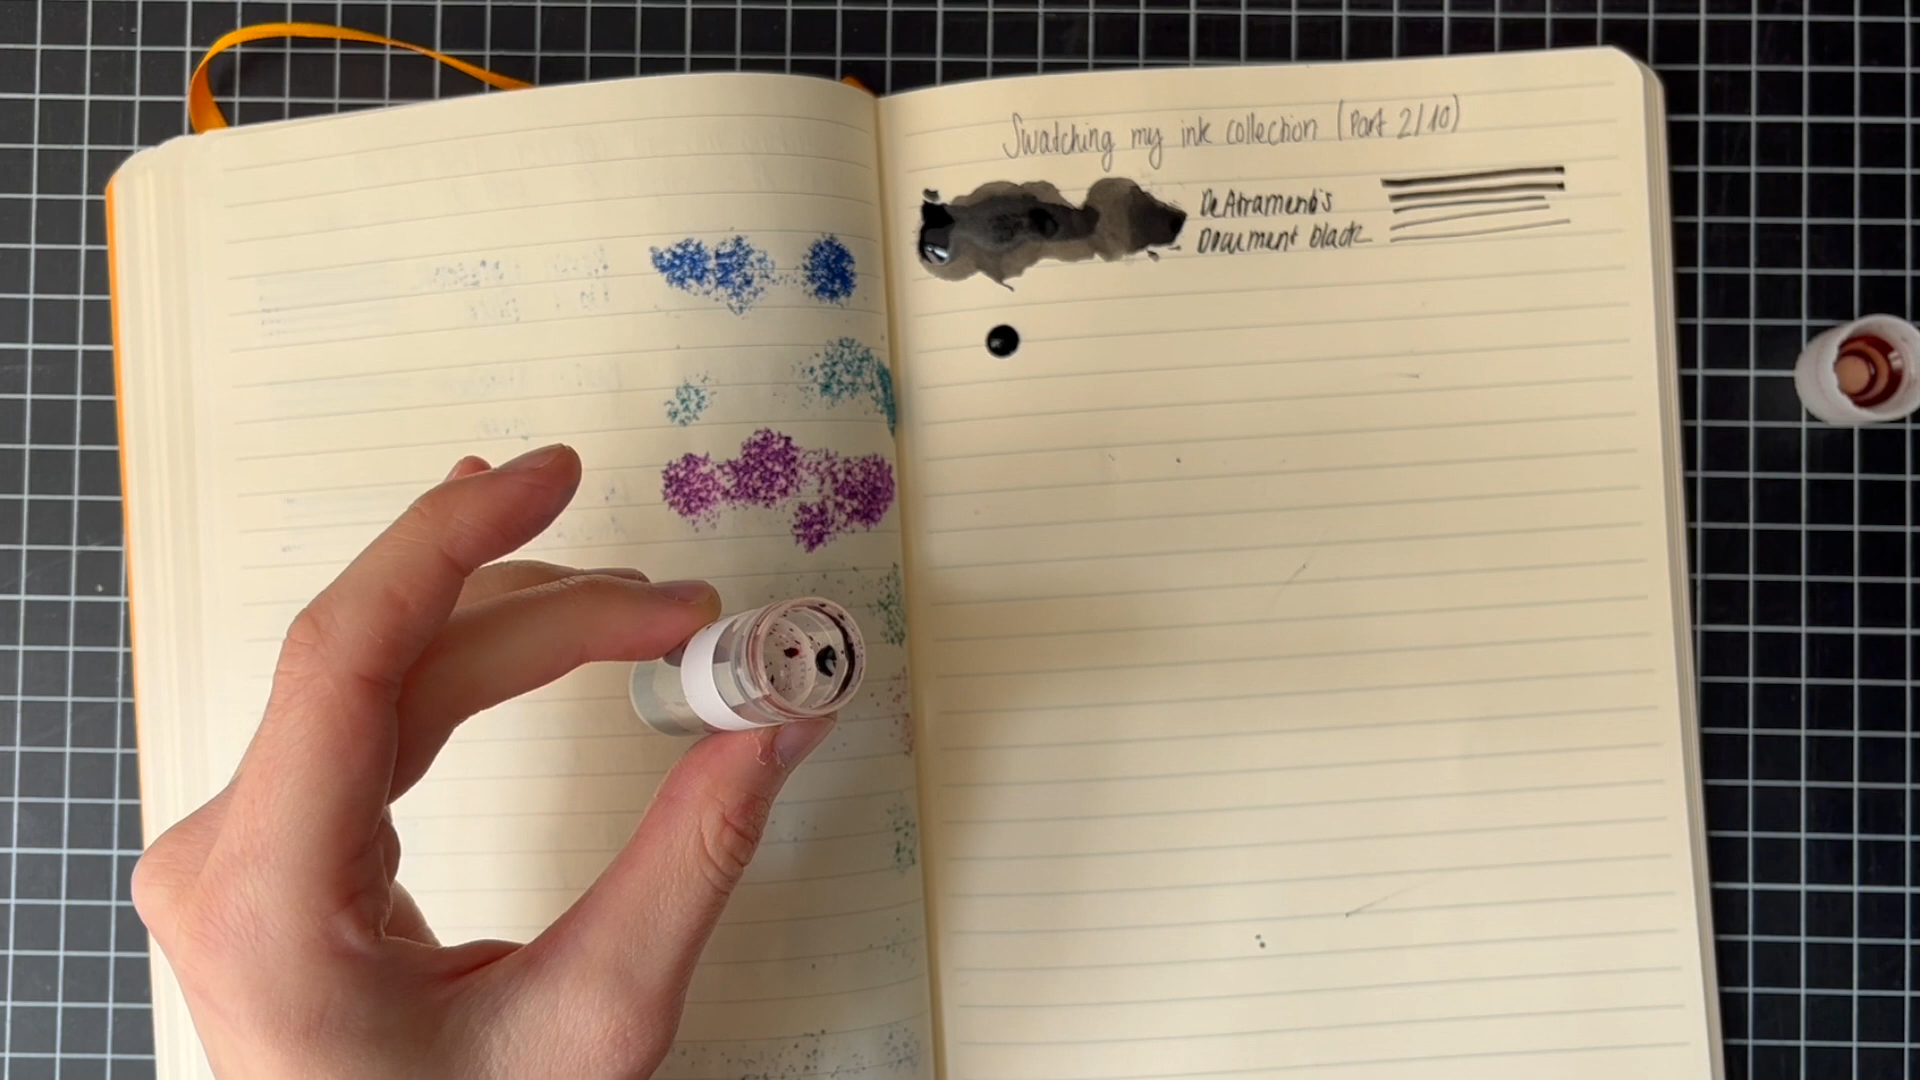 Swatching my ink collection (Part 2/10)
DeAtramentis
Document black